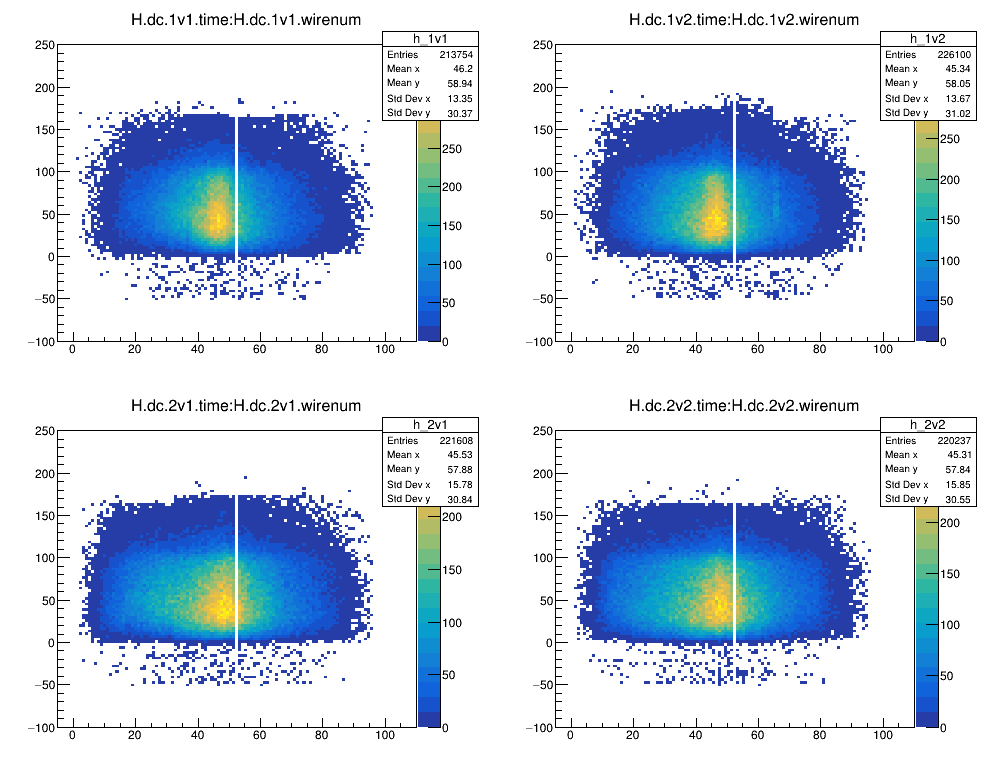 H.dc.1v1.time:H.dc.1v1.wirenum
h_1v1
Entries 213754
Mean x 46.2
Mean y 58.94
Std Dev x 13.35
Std Dev y 30.37
250
200
150
100
50
0
−50
−100
0 20 40 60 80 100
250
200
150
100
50
0
H.dc.1v2.time:H.dc.1v2.wirenum
h_1v2
Entries 226100
Mean x 45.34
Mean y 58.05
Std Dev x 13.67
Std Dev y 31.02
250
200
150
100
50
0
−50
−100
0 20 40 60 80 100
250
200
150
100
50
0
H.dc.2v1.time:H.dc.2v1.wirenum
h_2v1
Entries 221608
Mean x 45.53
Mean y 57.88
Std Dev x 15.78
Std Dev y 30.84
250
200
150
100
50
0
−50
−100
0 20 40 60 80 100
200
150
100
50
0
H.dc.2v2.time:H.dc.2v2.wirenum
h_2v2
Entries 220237
Mean x 45.31
Mean y 57.84
Std Dev x 15.85
Std Dev y 30.55
250
200
150
100
50
0
−50
−100
0 20 40 60 80 100
200
150
100
50
0